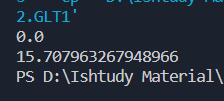 2.GLT1'
0.0
15.707963267948966
PS D:\Ishtudy Material\